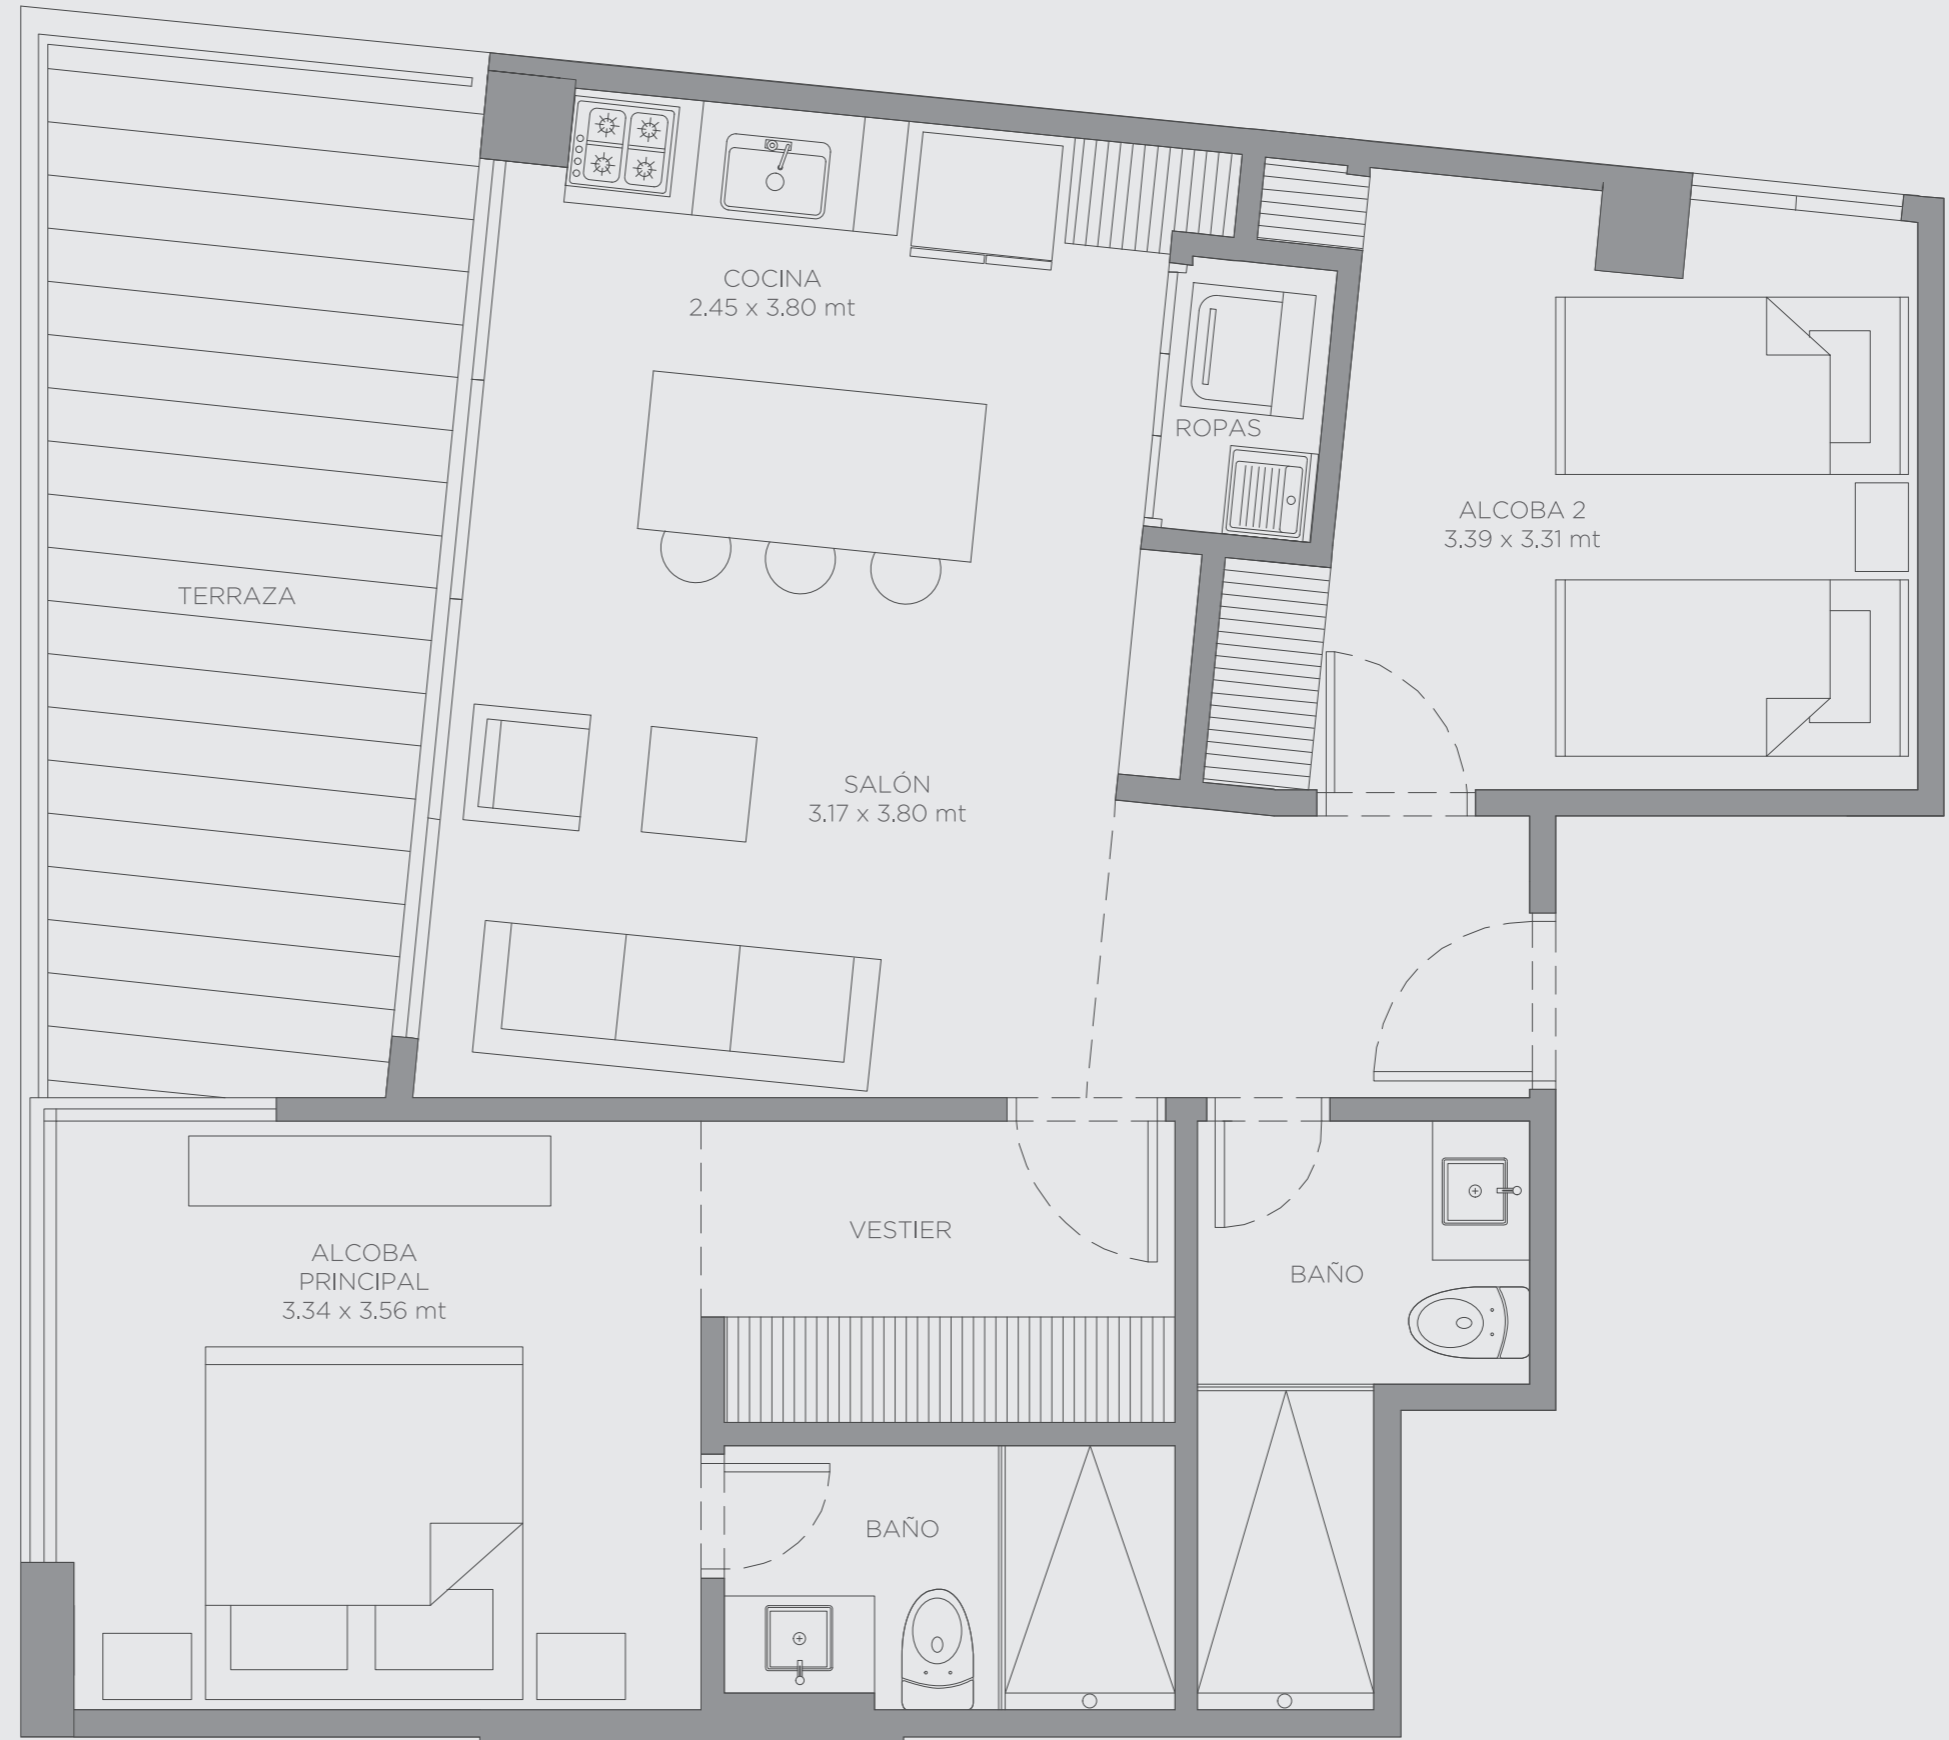 COCINA
2.45 x 3.80 mt
ROPAS
ALCOBA 2
3.39 x 3.31 mt
TERRAZA
SALÓN
3.17 x 3.80 mt
VESTIER
ALCOBA
PRINCIPAL
3.34 x 3.56 mt
BAÑO
BAÑO